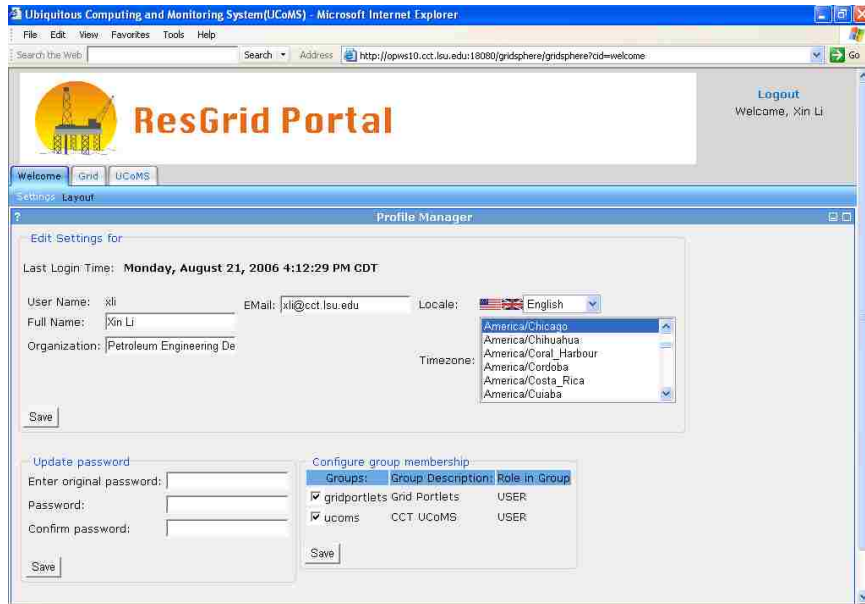 Ubiquitous Computing and Monitoring System(UCoMS) - Microsoft Internet Explorer
File Edit View Favorites Tools Help
Search the Web Search Address http://opws10.cct.lsu.edu:18080/gridsphere/gridsphere?cid=welcome Go
Logout
Welcome, Xin Li
ResGrid Portal
Welcome Grid UCoMS
Settings Layout
? Profile Manager
Edit Settings for
Last Login Time: Monday, August 21, 2006 4:12:29 PM CDT
User Name: xli EMail: xli@cct.lsu.edu Locale: English
Full Name: Xin Li
Organization: Petroleum Engineering De
Timezone:
America/Chicago
America/Chihuahua
America/Coral_Harbour
America/Cordoba
America/Costa_Rica
America/Cuiaba
Save
Update password
Enter original password:
Password:
Confirm password:
Save
Configure group membership
Groups: Group Description: Role in Group
gridportlets Grid Portlets USER
ucoms CCT UCoMS USER
Save